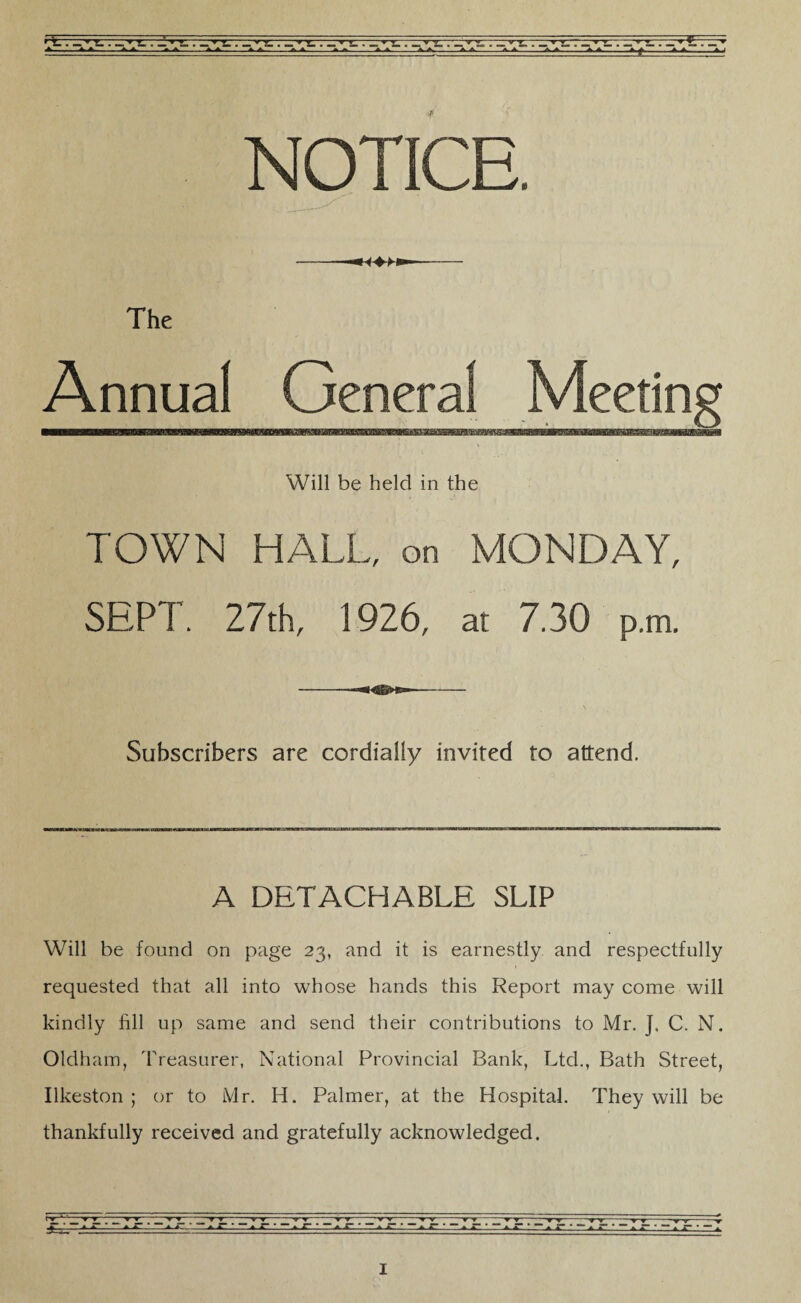 NOTICE.
The
Annual General Meeting
Will be held in the
TOWN HALL, on MONDAY,
SEPT. 27th, 1926, at 7.30 p.m.
Subscribers are cordially invited to attend.
A DETACHABLE SLIP
Will be found on page 23, and it is earnestly and respectfully
requested that all into whose hands this Report may come will
kindly fill up same and send their contributions to Mr. J. C. N.
Oldham, Treasurer, National Provincial Bank, Ltd., Bath Street,
Ilkeston ; or to Mr. H. Palmer, at the Hospital. They will be
thankfully received and gratefully acknowledged.
1